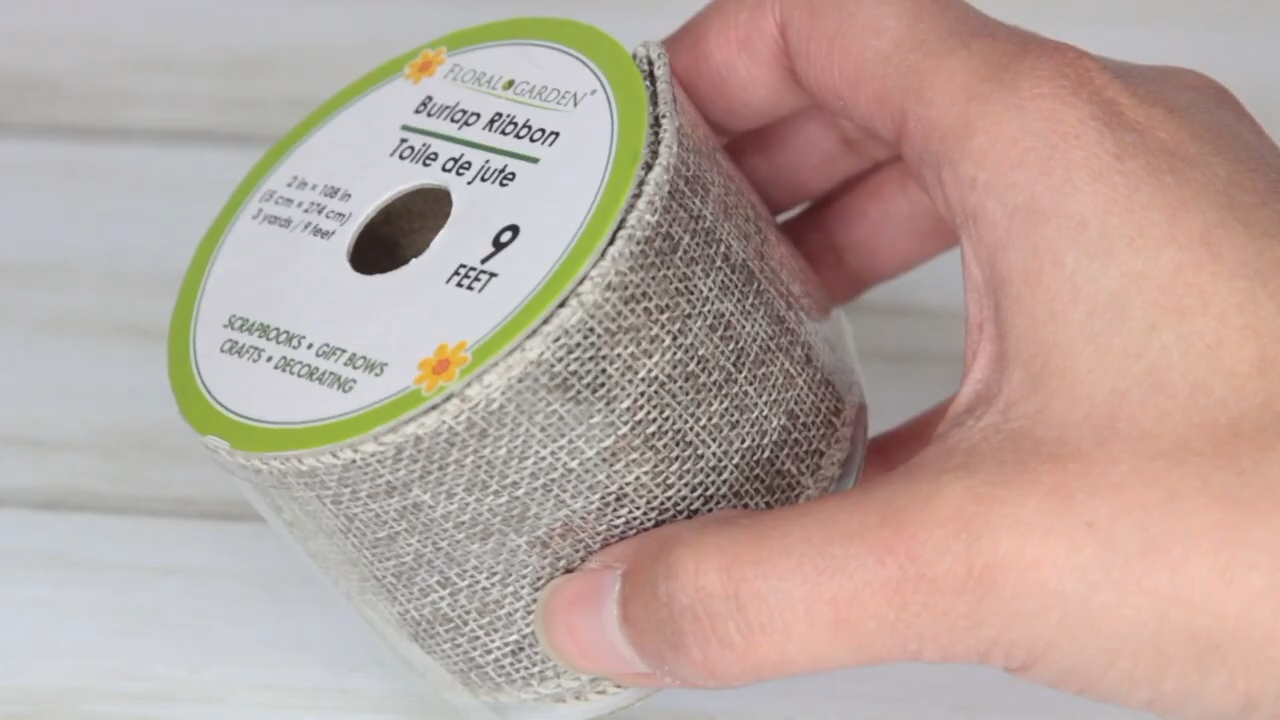 FLORAL GARDEN®
Burlap Ribbon
Toile de jute
2 in × 108 in
(5 cm × 274 cm)
3 yards / 9 feet
9
FEET
SCRAPBOOKS • GIFT BOWS
CRAFTS • DECORATING